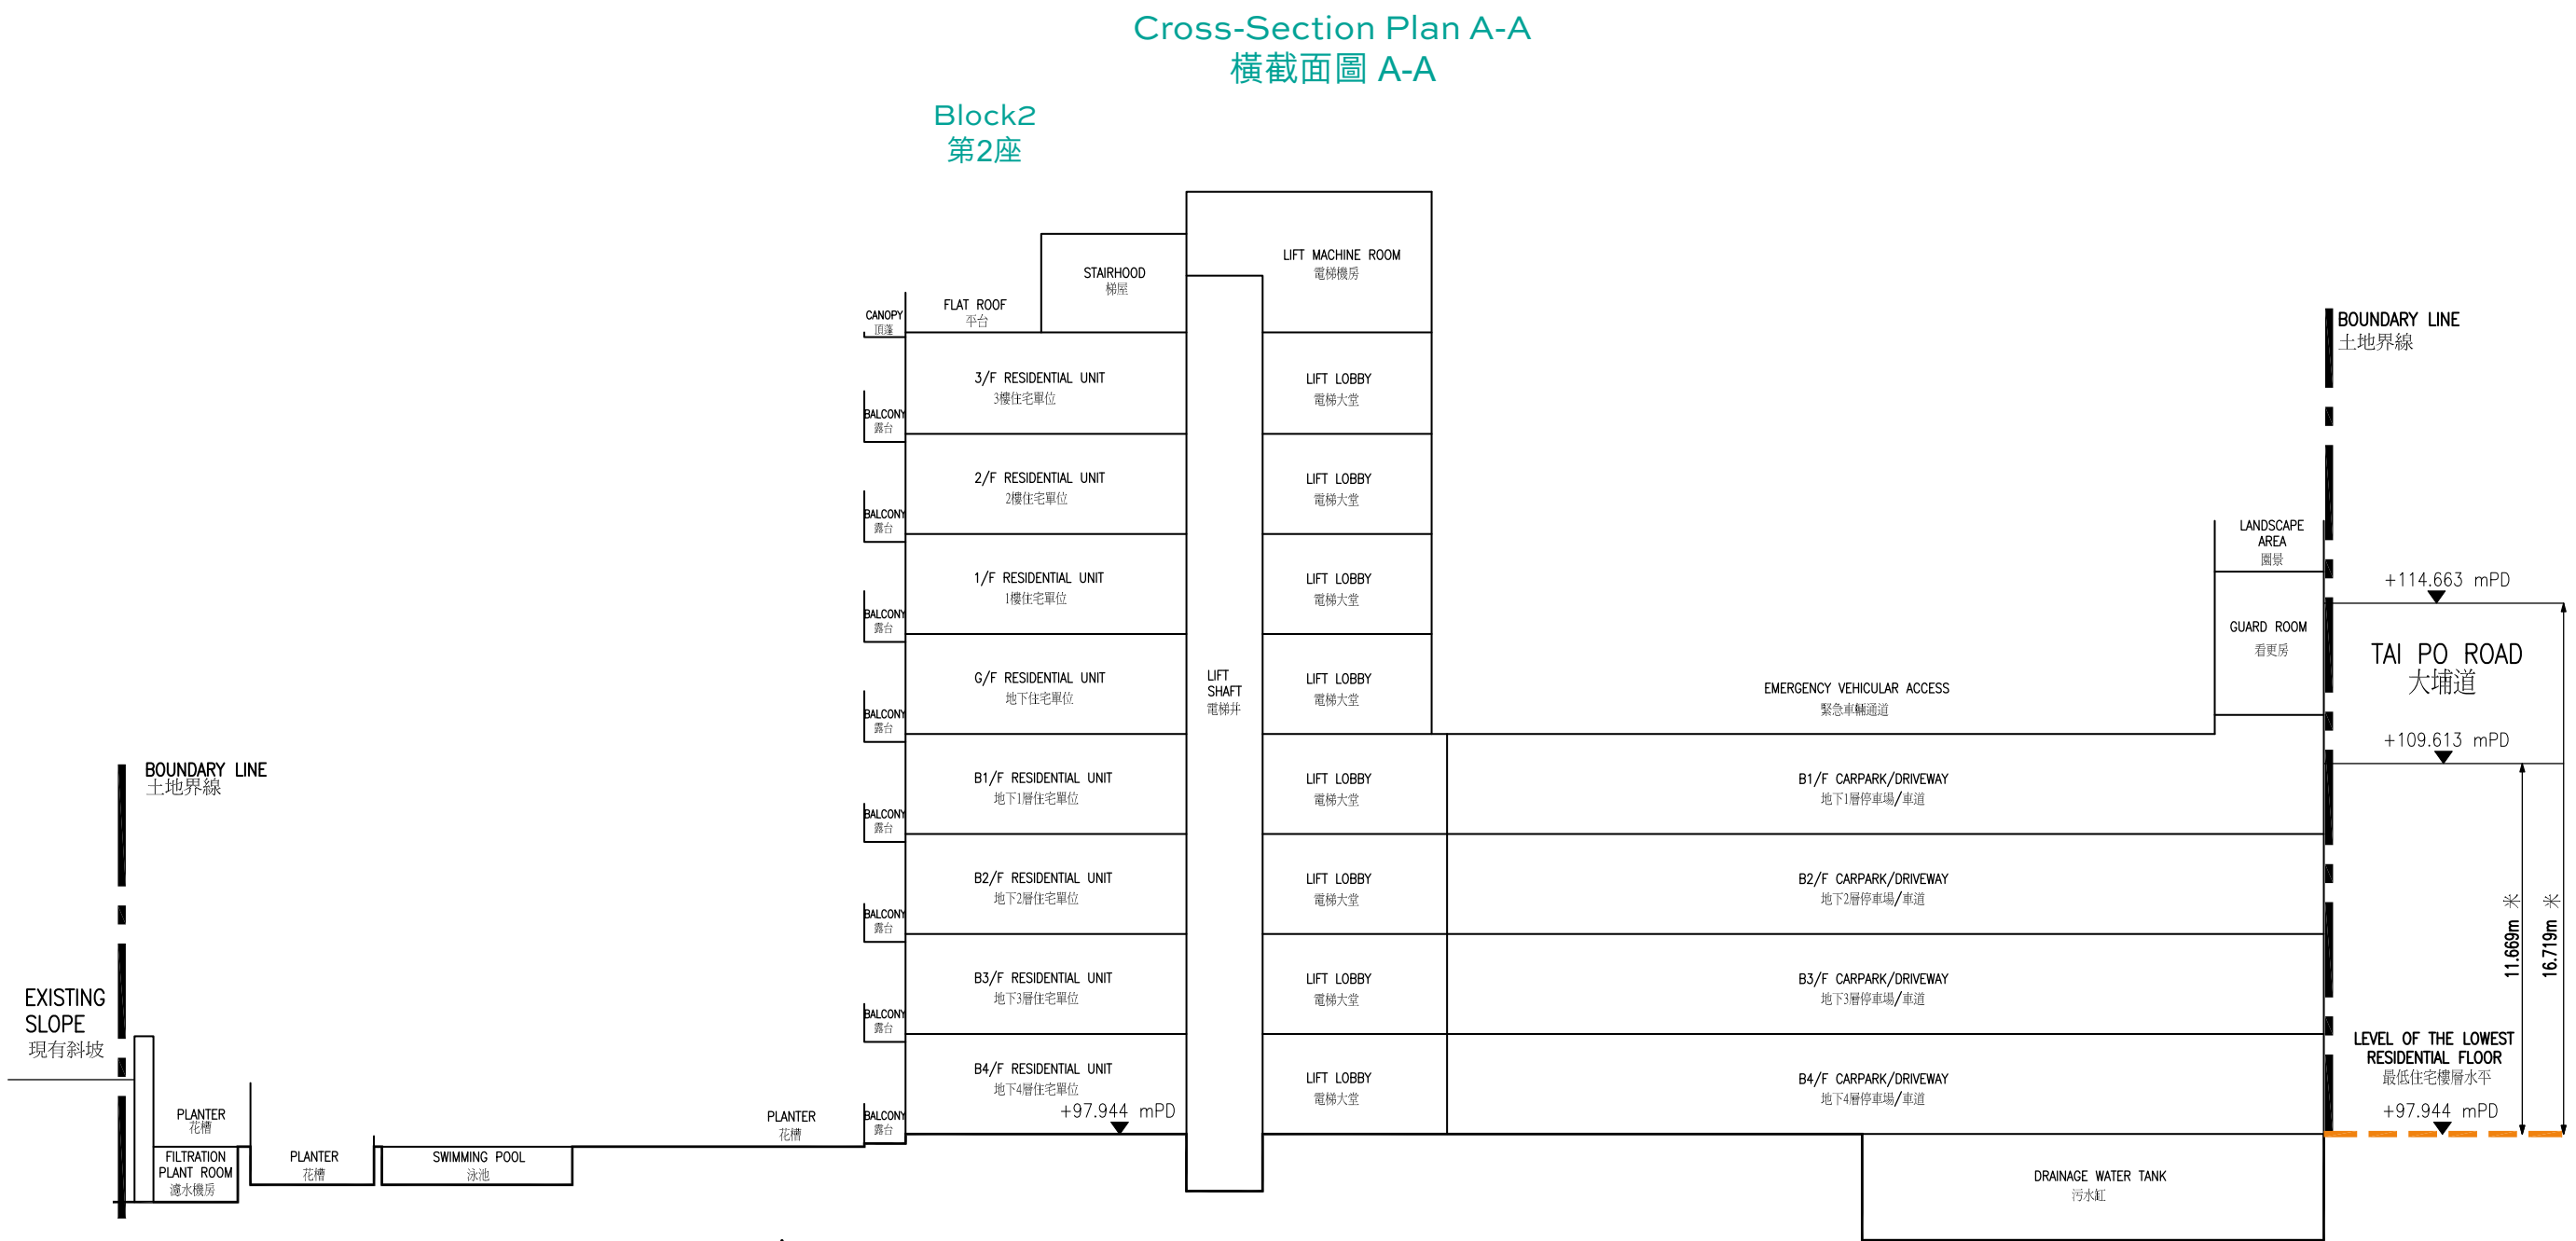 Cross-Section Plan A-A
橫截面圖 A-A
Block2
第2座
LIFT MACHINE ROOM
電梯機房
STAIRHOOD
梯屋
FLAT ROOF
平台
CANOPY
頂蓬
BOUNDARY LINE
土地界線
3/F RESIDENTIAL UNIT
3樓住宅單位
LIFT LOBBY
電梯大堂
BALCONY
露台
2/F RESIDENTIAL UNIT
2樓住宅單位
LIFT LOBBY
電梯大堂
BALCONY
露台
LANDSCAPE
AREA
園景
1/F RESIDENTIAL UNIT
1樓住宅單位
LIFT LOBBY
電梯大堂
BALCONY
露台
+114.663 mPD
GUARD ROOM
看更房
TAI PO ROAD
大埔道
G/F RESIDENTIAL UNIT
地下住宅單位
LIFT
SHAFT
電梯井
LIFT LOBBY
電梯大堂
EMERGENCY VEHICULAR ACCESS
緊急車輛通道
BALCONY
露台
+109.613 mPD
BOUNDARY LINE
土地界線
B1/F RESIDENTIAL UNIT
地下1層住宅單位
LIFT LOBBY
電梯大堂
B1/F CARPARK/DRIVEWAY
地下1層停車場/車道
BALCONY
露台
B2/F RESIDENTIAL UNIT
地下2層住宅單位
LIFT LOBBY
電梯大堂
B2/F CARPARK/DRIVEWAY
地下2層停車場/車道
BALCONY
露台
11.669m 米
16.719m 米
EXISTING
SLOPE
現有斜坡
B3/F RESIDENTIAL UNIT
地下3層住宅單位
LIFT LOBBY
電梯大堂
B3/F CARPARK/DRIVEWAY
地下3層停車場/車道
BALCONY
露台
LEVEL OF THE LOWEST
RESIDENTIAL FLOOR
最低住宅樓層水平
+97.944 mPD
B4/F RESIDENTIAL UNIT
地下4層住宅單位
+97.944 mPD
LIFT LOBBY
電梯大堂
B4/F CARPARK/DRIVEWAY
地下4層停車場/車道
BALCONY
露台
PLANTER
花槽
PLANTER
花槽
FILTRATION
PLANT ROOM
濾水機房
PLANTER
花槽
SWIMMING POOL
泳池
DRAINAGE WATER TANK
污水缸